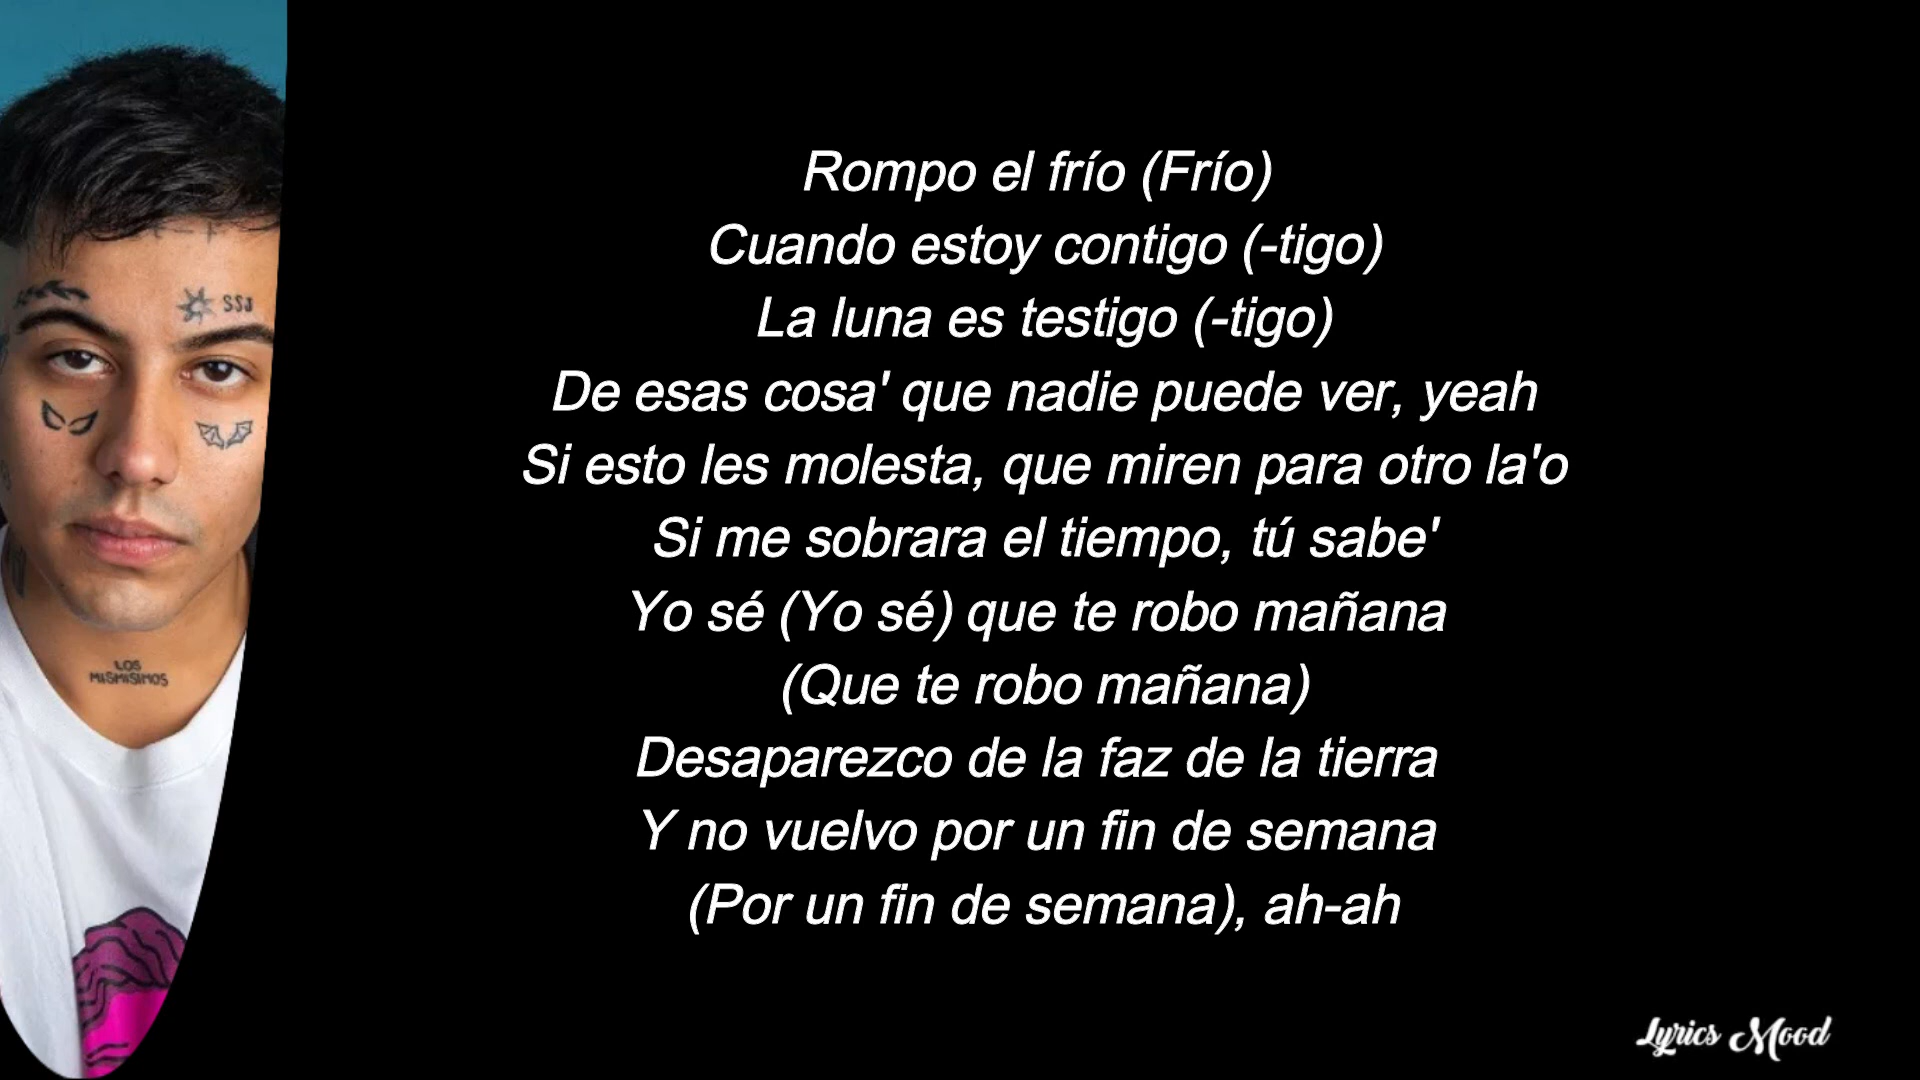 Rompo el frío (Frío)
Cuando estoy contigo (-tigo)
La luna es testigo (-tigo)
De esas cosa' que nadie puede ver, yeah
Si esto les molesta, que miren para otro la'o
Si me sobrara el tiempo, tú sabe'
Yo sé (Yo sé) que te robo mañana
(Que te robo mañana)
Desaparezco de la faz de la tierra
Y no vuelvo por un fin de semana
(Por un fin de semana), ah-ah
LOS
MISMISIMOS
Lyrics Mood